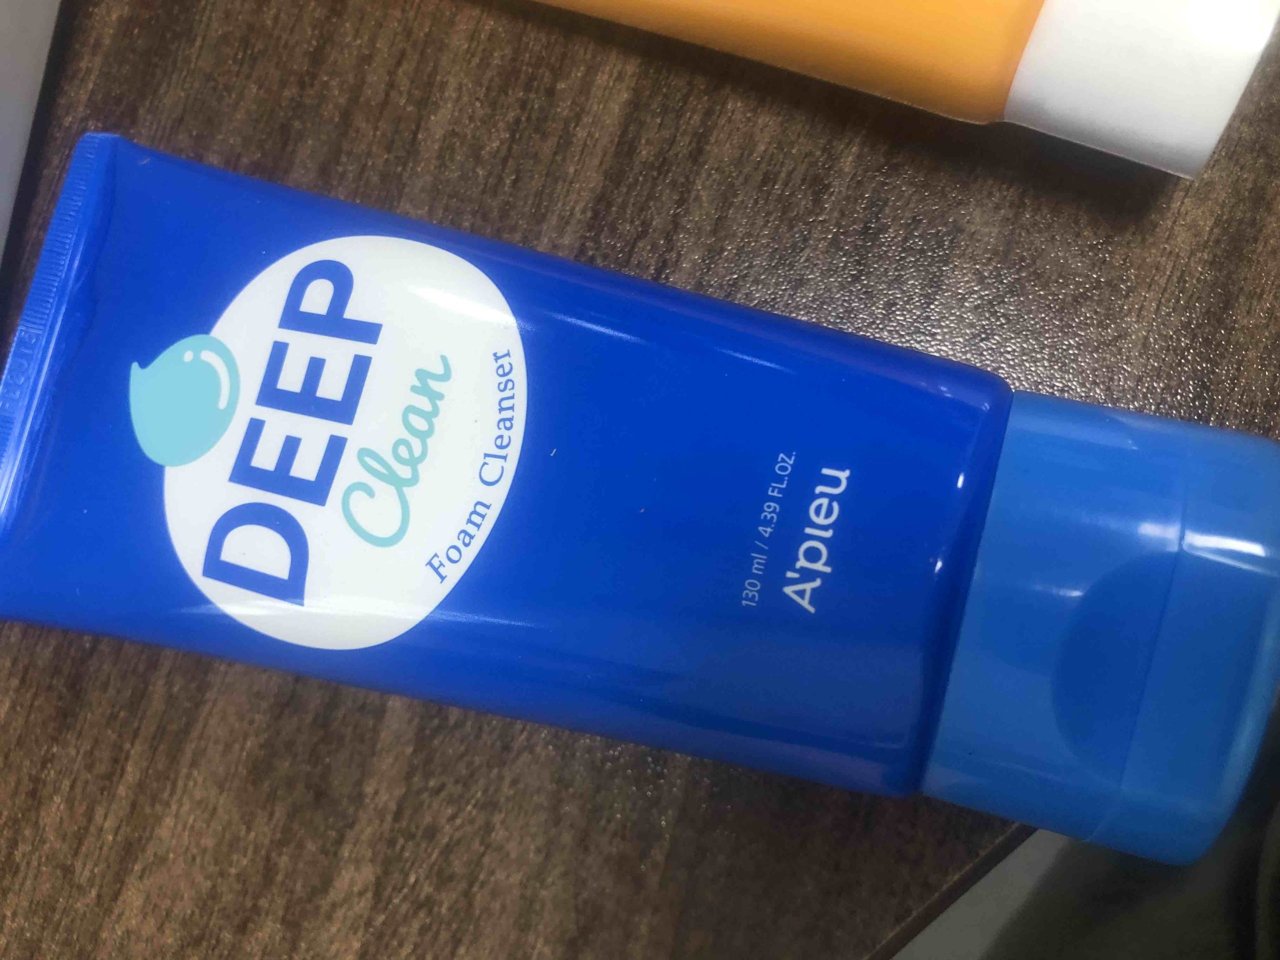 DEEP
Clean
Foam Cleanser
130 ml / 4.39 FL.OZ.
A'pieu